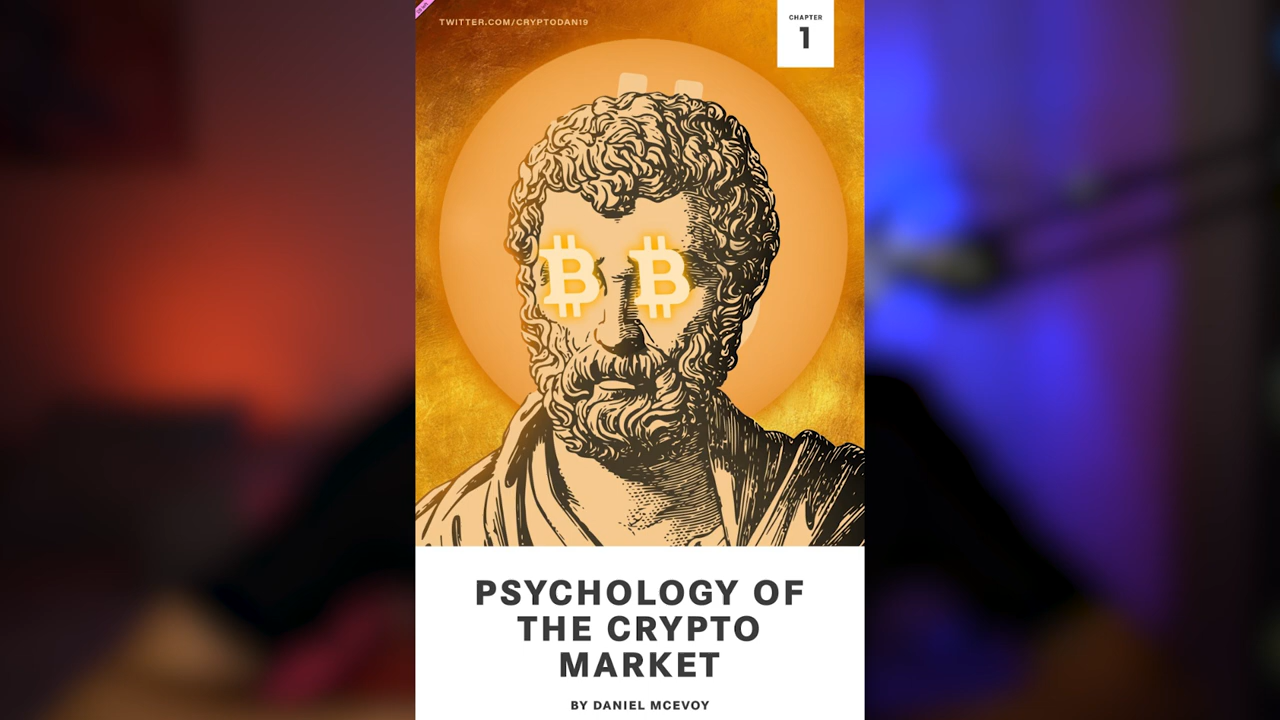 TWITTER.COM/CRYPTODAN19
CHAPTER
1
PSYCHOLOGY OF
THE CRYPTO
MARKET
BY DANIEL MCEVOY